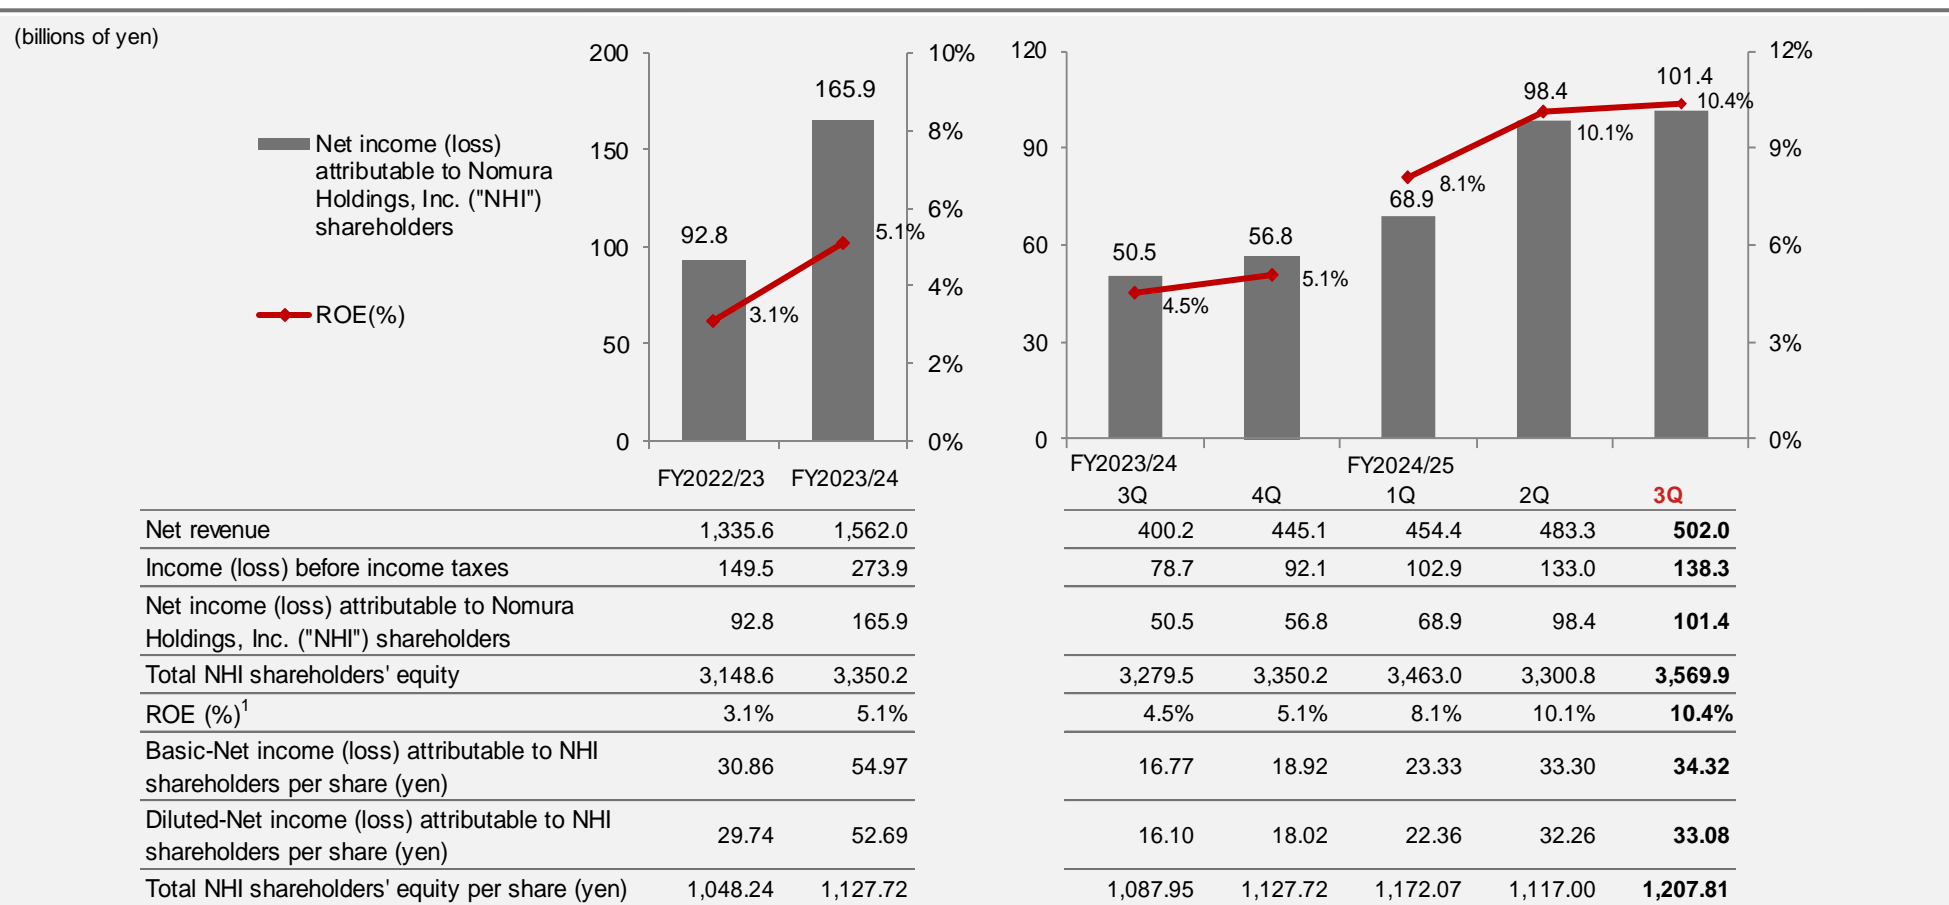 (billions of yen)
Net income (loss)
attributable to Nomura
Holdings, Inc. ("NHI")
shareholders
ROE(%)
200
150
100
50
0
10%
8%
6%
4%
2%
0%
92.8
165.9
3.1%
5.1%
FY2022/23 FY2023/24
120
90
60
30
0
12%
9%
6%
3%
0%
50.5
56.8
68.9
98.4
101.4
4.5%
5.1%
8.1%
10.1%
10.4%
FY2023/24 FY2024/25
3Q 4Q 1Q 2Q 3Q
Net revenue 1,335.6 1,562.0 400.2 445.1 454.4 483.3 502.0
Income (loss) before income taxes 149.5 273.9 78.7 92.1 102.9 133.0 138.3
Net income (loss) attributable to Nomura
Holdings, Inc. ("NHI") shareholders 92.8 165.9 50.5 56.8 68.9 98.4 101.4
Total NHI shareholders' equity 3,148.6 3,350.2 3,279.5 3,350.2 3,463.0 3,300.8 3,569.9
ROE (%)1 3.1% 5.1% 4.5% 5.1% 8.1% 10.1% 10.4%
Basic-Net income (loss) attributable to NHI
shareholders per share (yen) 30.86 54.97 16.77 18.92 23.33 33.30 34.32
Diluted-Net income (loss) attributable to NHI
shareholders per share (yen) 29.74 52.69 16.10 18.02 22.36 32.26 33.08
Total NHI shareholders' equity per share (yen) 1,048.24 1,127.72 1,087.95 1,127.72 1,172.07 1,117.00 1,207.81